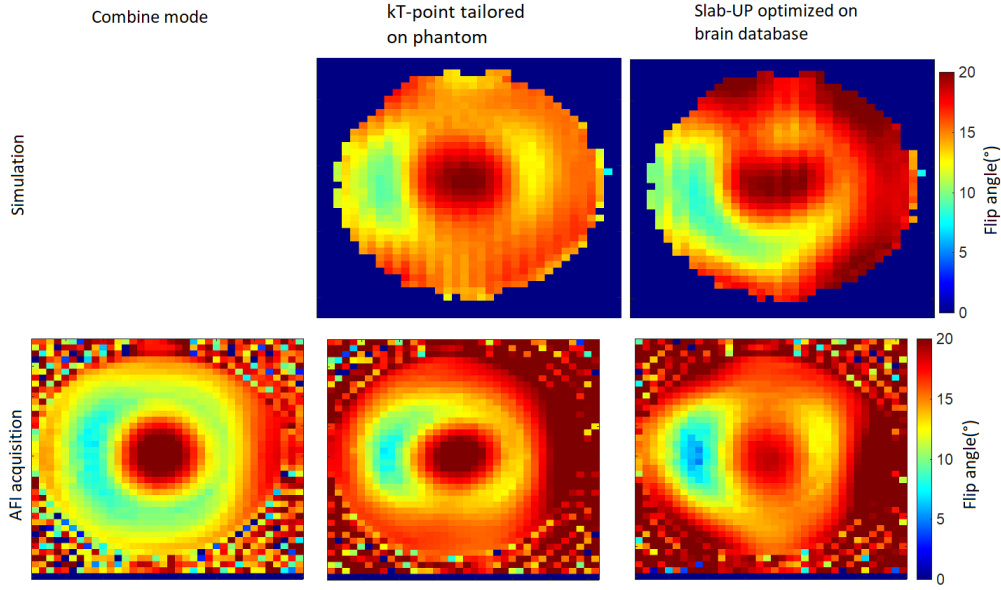 Combine mode
kT-point tailored
on phantom
Slab-UP optimized on
brain database
Simulation
20
15
10
5
0
Flip angle(°)
AFI acquisition
20
15
10
5
0
Flip angle(°)